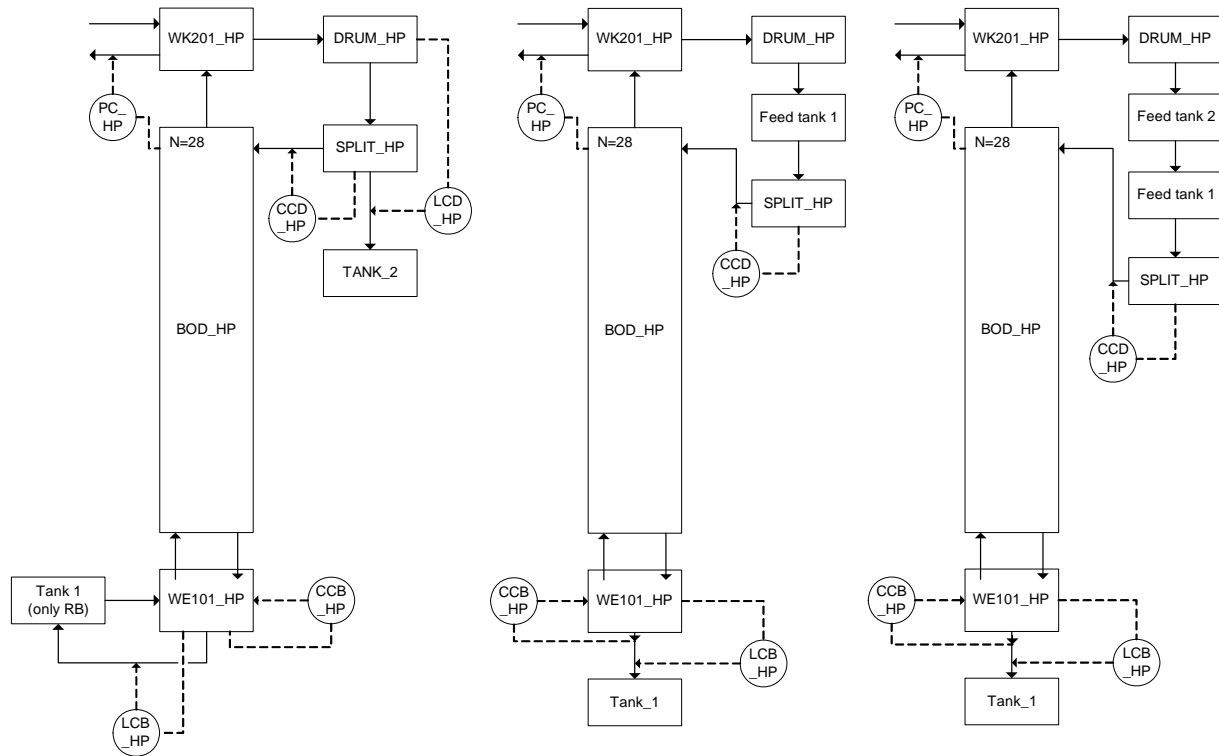 WK201_HP
DRUM_HP
PC_
HP
N=28
SPLIT_HP
CCD
_HP
LCD
_HP
TANK_2
BOD_HP
Tank 1
(only RB)
WE101_HP
CCB
_HP
LCB
_HP
WK201_HP
DRUM_HP
PC_
HP
Feed tank 1
N=28
SPLIT_HP
CCD
_HP
BOD_HP
CCB
_HP
WE101_HP
LCB
_HP
Tank_1
WK201_HP
DRUM_HP
PC_
HP
Feed tank 2
N=28
Feed tank 1
SPLIT_HP
CCD
_HP
BOD_HP
CCB
_HP
WE101_HP
LCB
_HP
Tank_1